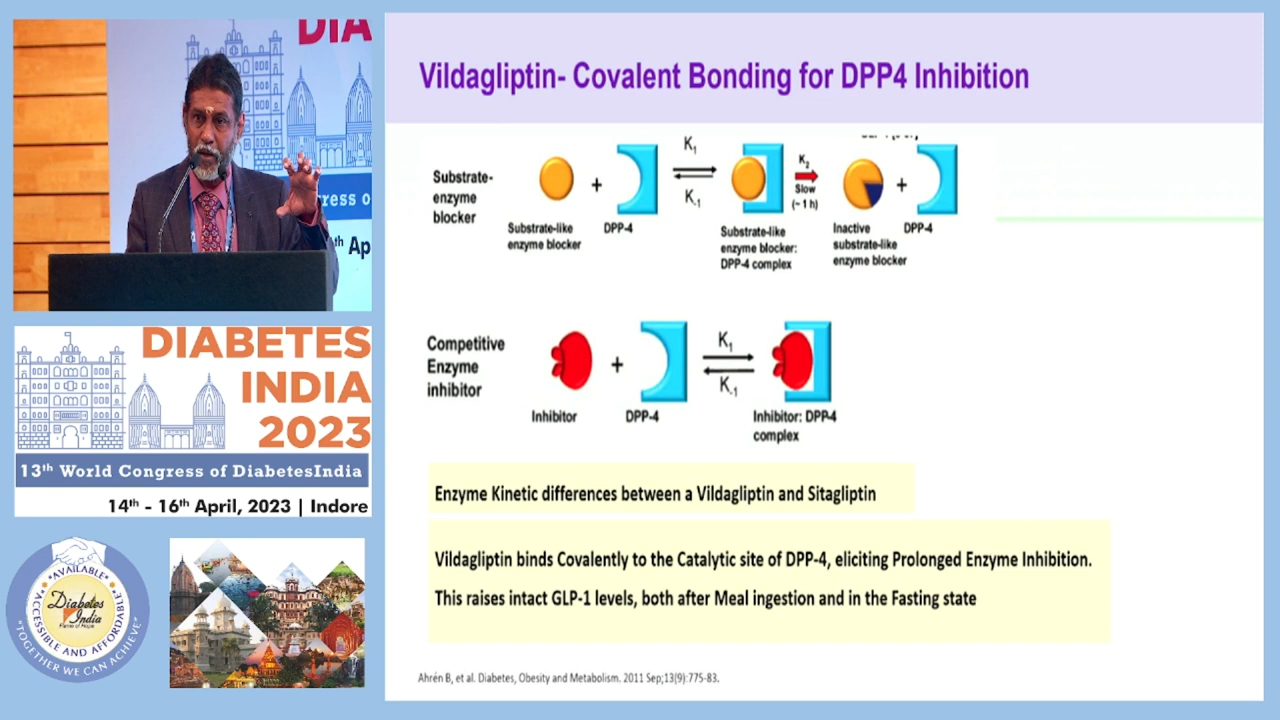 DIA
ress o
th Ap
DIABETES
INDIA
2023
13th World Congress of DiabetesIndia
14th - 16th April, 2023 | Indore
"ACCESSIBLE AND AFFORDABLE"
*AVAILABLE*
Diabetes
India
"TOGETHER WE CAN ACHIEVE"
Vildagliptin- Covalent Bonding for DPP4 Inhibition
Substrate-
enzyme
blocker
+
K1
K-1
K2
Slow
(~ 1 h)
+
Substrate-like
enzyme blocker
DPP-4
Substrate-like
enzyme blocker:
DPP-4 complex
Inactive
substrate-like
enzyme blocker
DPP-4
Competitive
Enzyme
inhibitor
+
K1
K-1
Inhibitor
DPP-4
Inhibitor: DPP-4
complex
Enzyme Kinetic differences between a Vildagliptin and Sitagliptin
Vildagliptin binds Covalently to the Catalytic site of DPP-4, eliciting Prolonged Enzyme Inhibition.
This raises intact GLP-1 levels, both after Meal ingestion and in the Fasting state
Ahrén B, et al. Diabetes, Obesity and Metabolism. 2011 Sep;13(9):775-83.